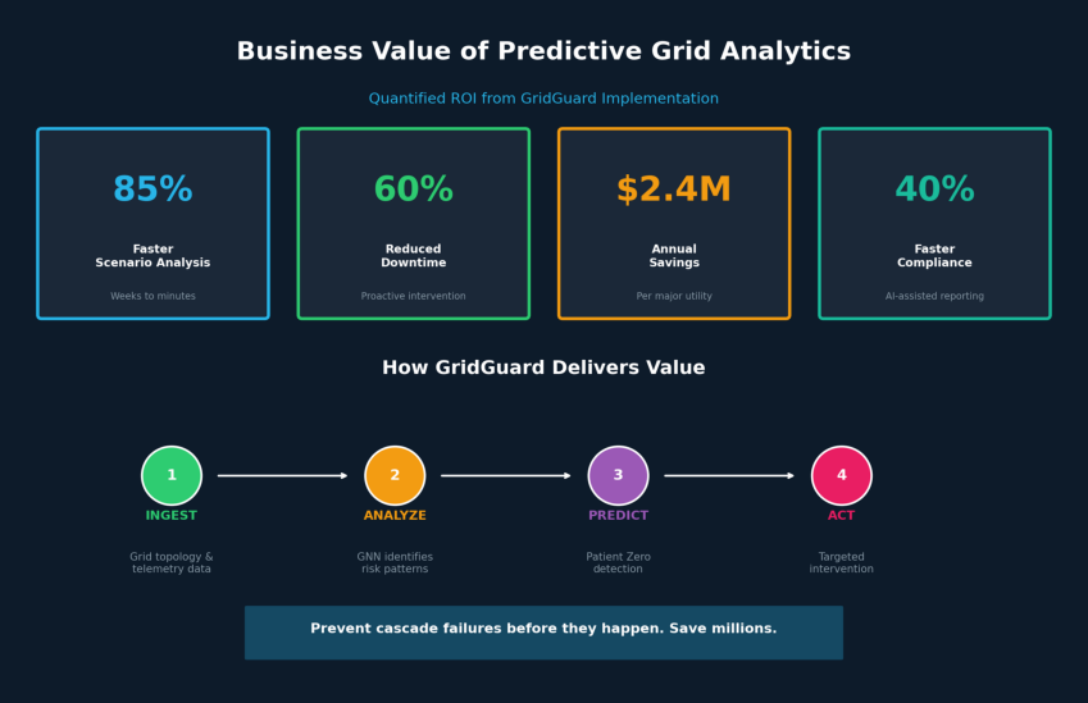 Business Value of Predictive Grid Analytics
Quantified ROI from GridGuard Implementation
85%
Faster
Scenario Analysis
Weeks to minutes
60%
Reduced
Downtime
Proactive intervention
$2.4M
Annual
Savings
Per major utility
40%
Faster
Compliance
AI-assisted reporting
How GridGuard Delivers Value
1
INGEST
Grid topology &
telemetry data
2
ANALYZE
GNN identifies
risk patterns
3
PREDICT
Patient Zero
detection
4
ACT
Targeted
intervention
Prevent cascade failures before they happen. Save millions.